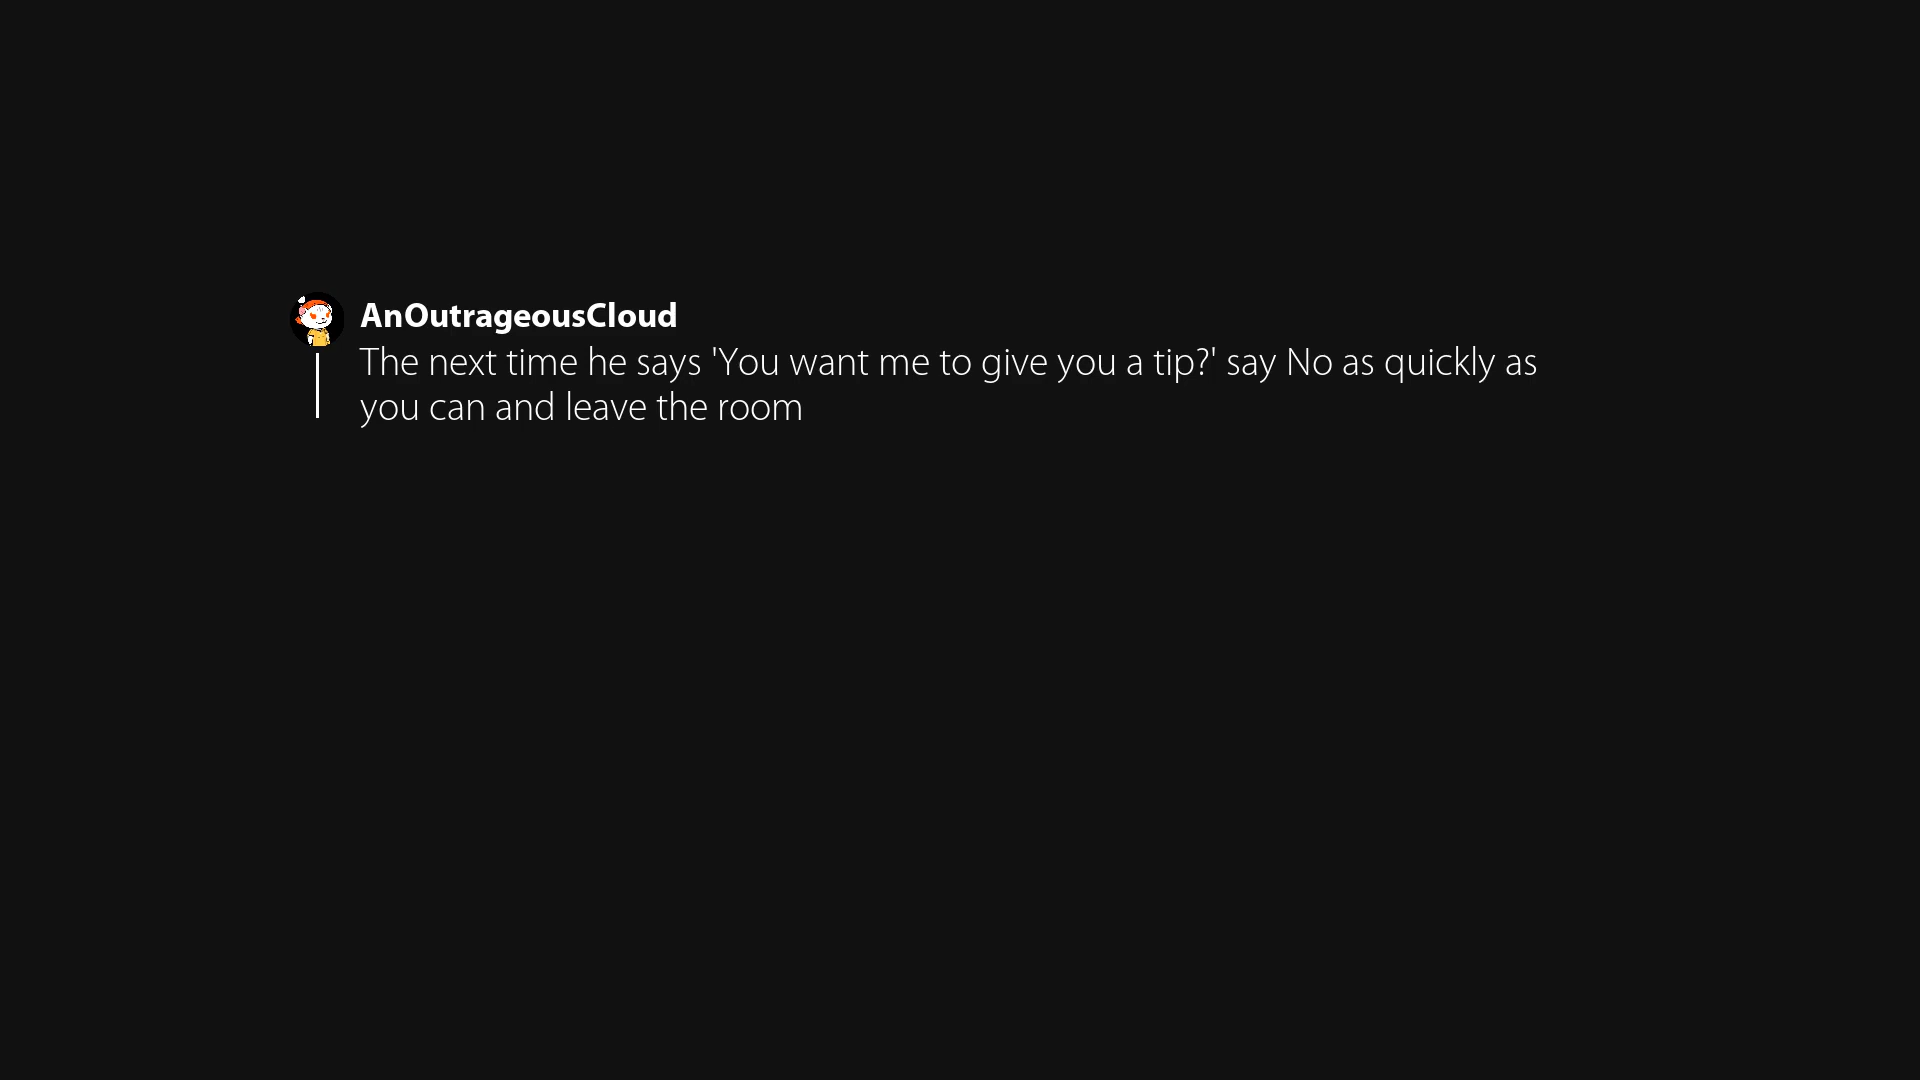 AnOutrageousCloud
The next time he says 'You want me to give you a tip?' say No as quickly as
you can and leave the room